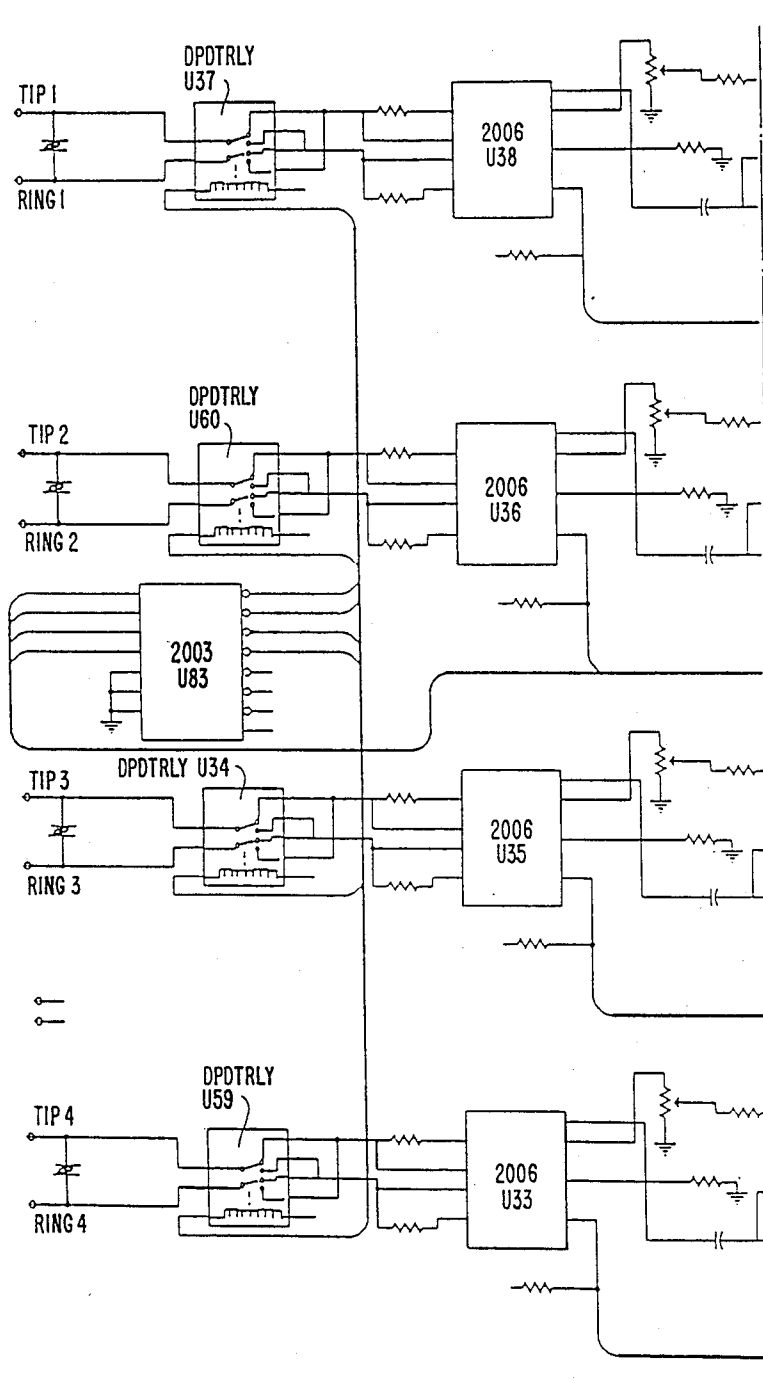 DPDTRLY
U37
TIP 1
RING 1
2006
U38
DPDTRLY
U60
TIP 2
RING 2
2006
U36
2003
U83
DPDTRLY U34
TIP 3
RING 3
2006
U35
DPDTRLY
U59
TIP 4
RING 4
2006
U33